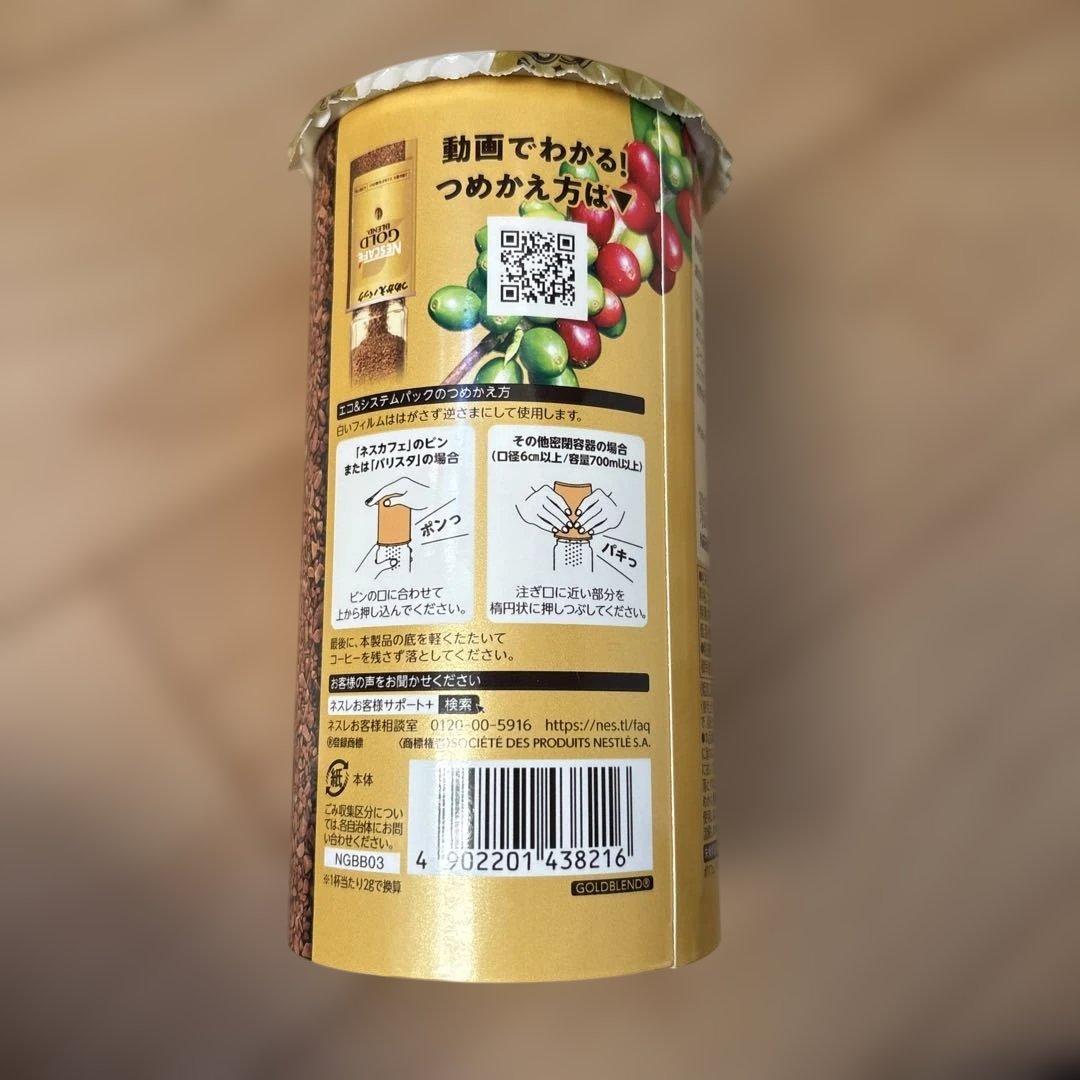 動画でわかる!
つめかえ方は▼
NESCAFÉ
GOLD
BLEND
つめかえパック
エコ&システムパックのつめかえ方
白いフィルムははがさず逆さまにして使用します。
「ネスカフェ」のビン
または「バリスタ」の場合
ポンっ
ビンの口に合わせて
上から押し込んでください。
その他密閉容器の場合
(口径6cm以上/容量700ml以上)
パキっ
注ぎ口に近い部分を
楕円状に押しつぶしてください。
最後に、本製品の底を軽くたたいて
コーヒーを残さず落としてください。
お客様の声をお聞かせください
ネスレお客様サポート+ 検索
ネスレお客様相談室 0120-00-5916 https://nes.tl/faq
®登録商標 〈商標権者〉SOCIÉTÉ DES PRODUITS NESTLÉ S.A.
紙 本体
ごみ収集区分につい
ては、各自治体にお問
い合わせください。
NGBB03
※1杯当たり2gで換算
4 902201 438216
GOLDBLEND®